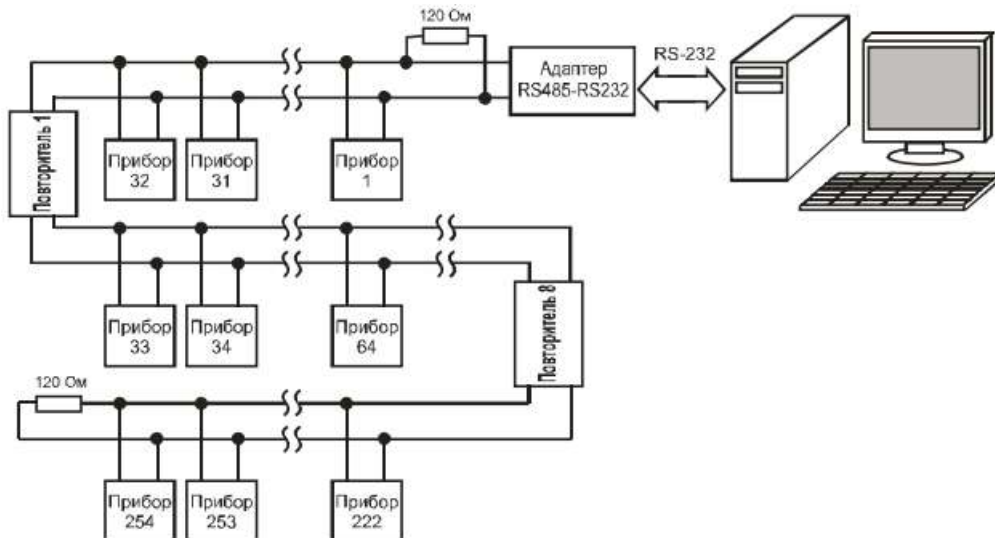 120 Ом
Адаптер
RS485-RS232
RS-232
Повторитель 1
Прибор
32
Прибор
31
Прибор
1
Прибор
33
Прибор
34
Прибор
64
Повторитель 8
120 Ом
Прибор
254
Прибор
253
Прибор
222